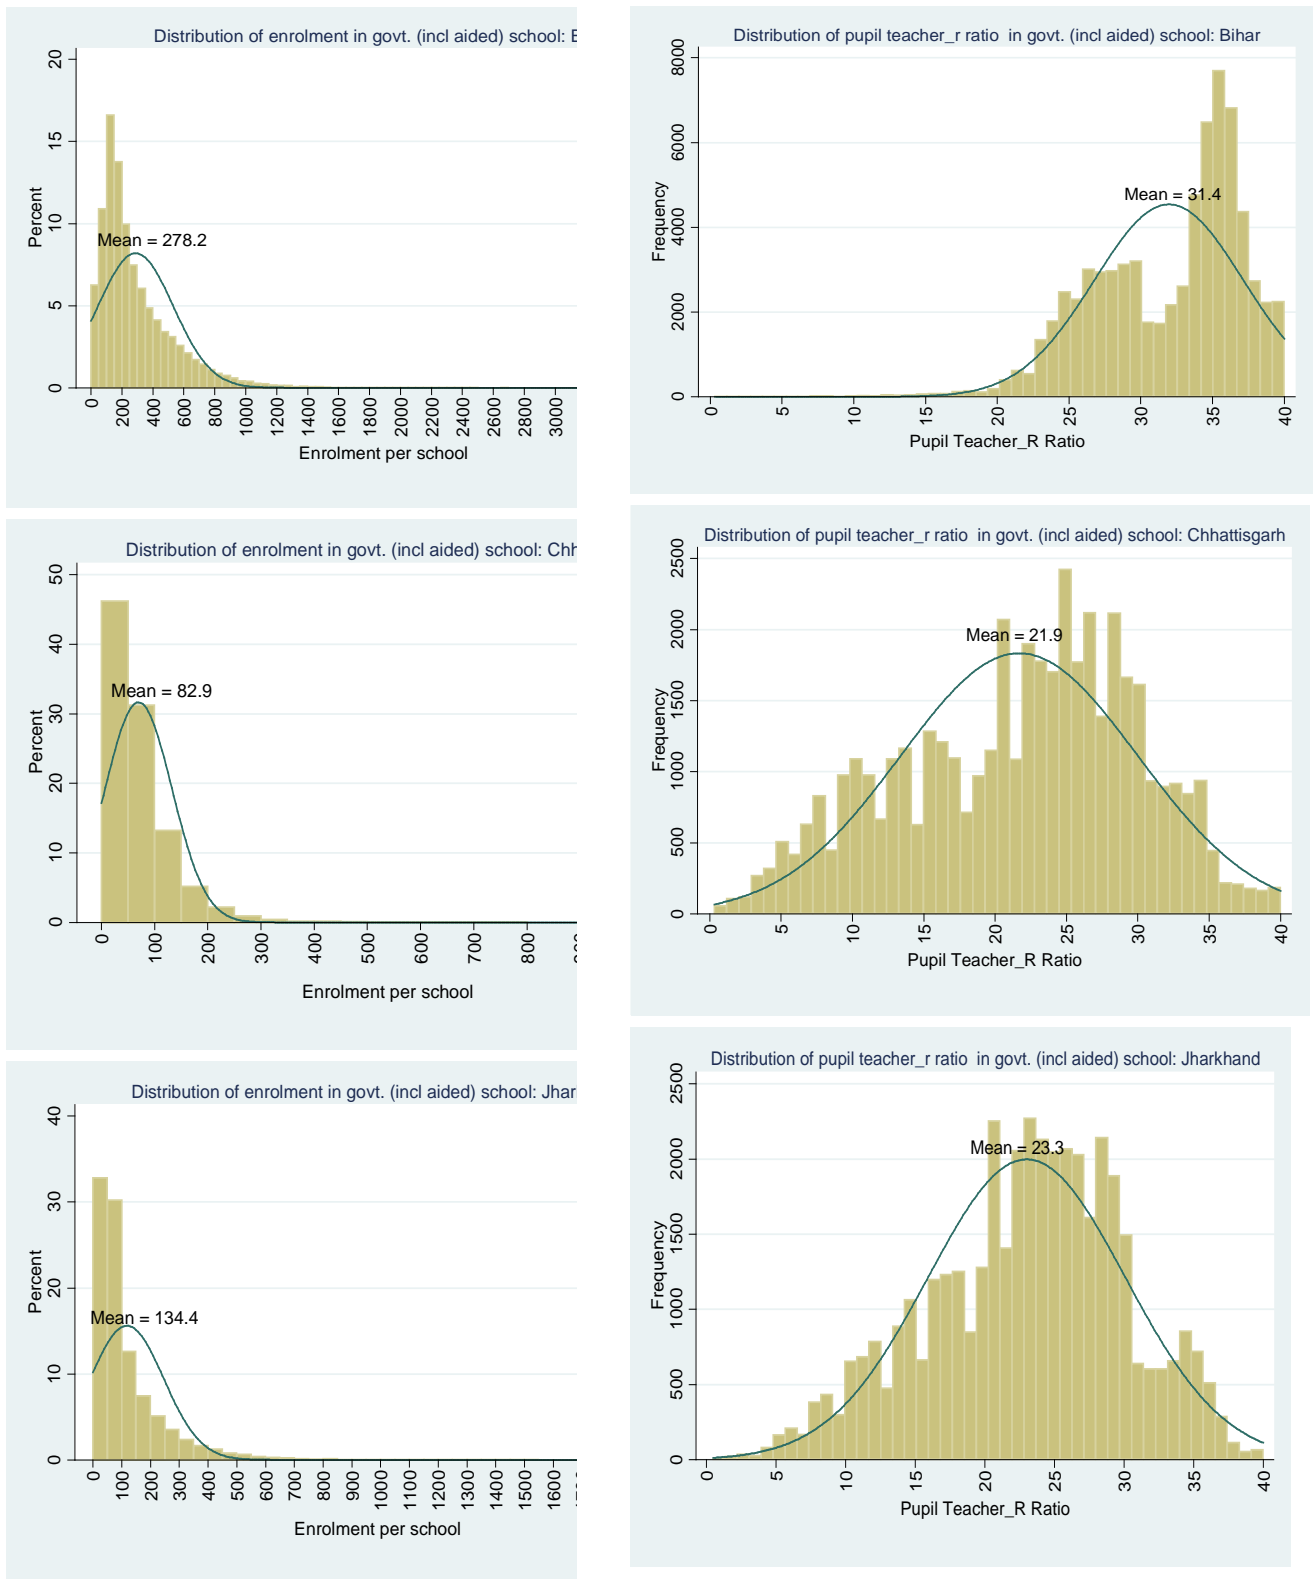 Distribution of enrolment in govt. (incl aided) school: B
20
15
10
5
0
Percent
Mean = 278.2
0 200 400 600 800 1000 1200 1400 1600 1800 2000 2200 2400 2600 2800 3000
Enrolment per school
Distribution of pupil teacher_r ratio in govt. (incl aided) school: Bihar
8000
6000
4000
2000
0
Frequency
Mean = 31.4
0 5 10 15 20 25 30 35 40
Pupil Teacher_R Ratio
Distribution of enrolment in govt. (incl aided) school: Chh
50
40
30
20
10
0
Percent
Mean = 82.9
0 100 200 300 400 500 600 700 800
Enrolment per school
Distribution of pupil teacher_r ratio in govt. (incl aided) school: Chhattisgarh
2500
2000
1500
1000
500
0
Frequency
Mean = 21.9
0 5 10 15 20 25 30 35 40
Pupil Teacher_R Ratio
Distribution of enrolment in govt. (incl aided) school: Jhar
40
30
20
10
0
Percent
Mean = 134.4
0 100 200 300 400 500 600 700 800 900 1000 1100 1200 1300 1400 1500 1600
Enrolment per school
Distribution of pupil teacher_r ratio in govt. (incl aided) school: Jharkhand
2500
2000
1500
1000
500
0
Frequency
Mean = 23.3
0 5 10 15 20 25 30 35 40
Pupil Teacher_R Ratio